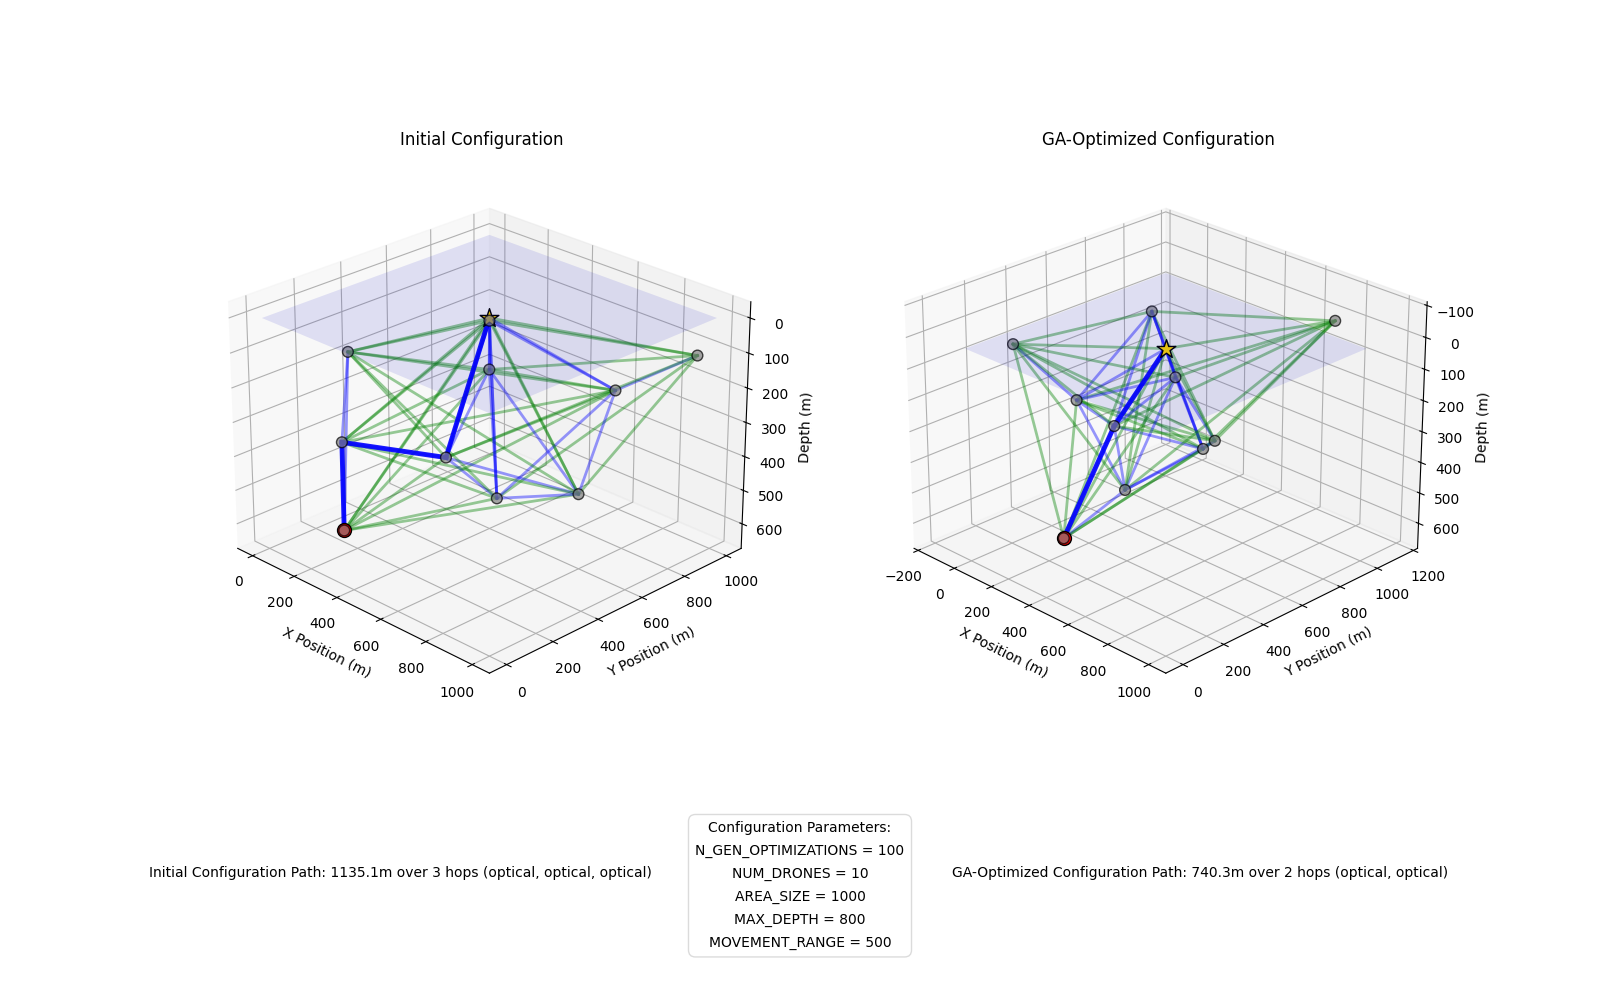 Initial Configuration
0
100
200
300
400
500
600
Depth (m)
0
200
400
600
800
1000
X Position (m)
0
200
400
600
800
1000
Y Position (m)
GA-Optimized Configuration
−100
0
100
200
300
400
500
600
Depth (m)
−200
0
200
400
600
800
1000
X Position (m)
0
200
400
600
800
1000
1200
Y Position (m)
Initial Configuration Path: 1135.1m over 3 hops (optical, optical, optical)
Configuration Parameters:
N_GEN_OPTIMIZATIONS = 100
NUM_DRONES = 10
AREA_SIZE = 1000
MAX_DEPTH = 800
MOVEMENT_RANGE = 500
GA-Optimized Configuration Path: 740.3m over 2 hops (optical, optical)